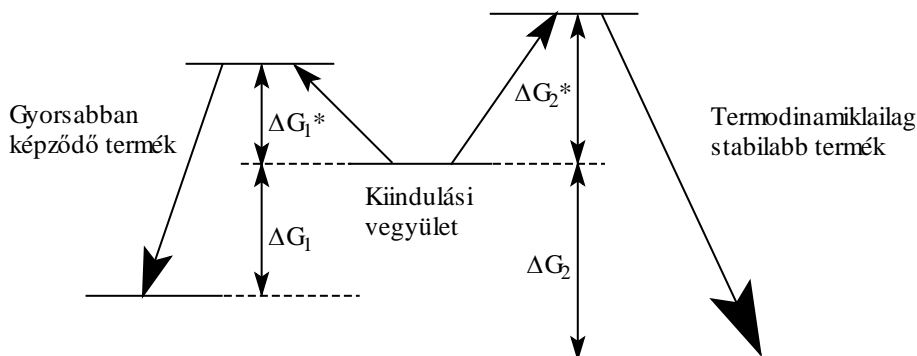 Gyorsabban
képződő termék
ΔG₁*
ΔG₁
Kiindulási
vegyület
ΔG₂*
ΔG₂
Termodinamiklailag
stabilabb termék